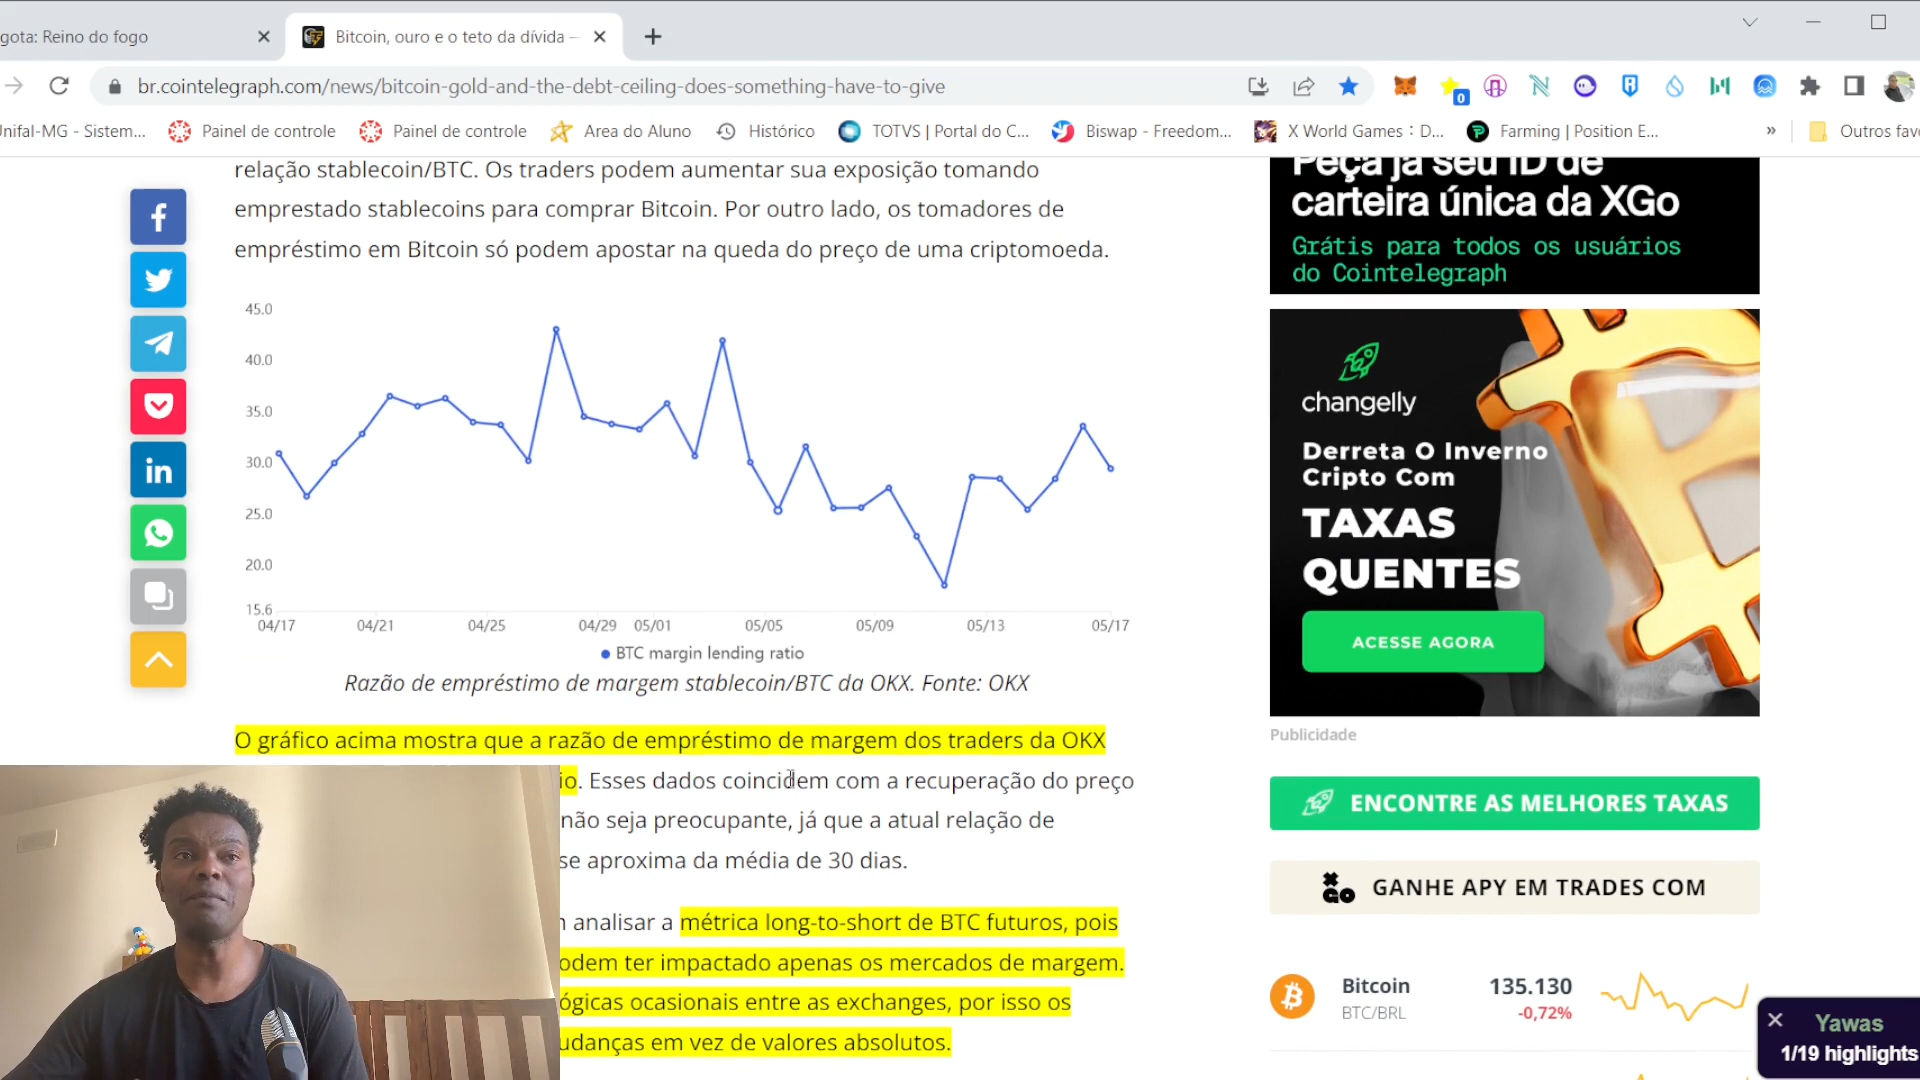 gota: Reino do fogo
Bitcoin, ouro e o teto da dívida —
br.cointelegraph.com/news/bitcoin-gold-and-the-debt-ceiling-does-something-have-to-give
0
Unifal-MG - Sistem...
Painel de controle
Painel de controle
Area do Aluno
Histórico
TOTVS | Portal do C...
Biswap - Freedom...
X World Games : D...
Farming | Position E...
»
Outros favo
relação stablecoin/BTC. Os traders podem aumentar sua exposição tomando
emprestado stablecoins para comprar Bitcoin. Por outro lado, os tomadores de
empréstimo em Bitcoin só podem apostar na queda do preço de uma criptomoeda.
45.0
40.0
35.0
30.0
25.0
20.0
15.6
04/17
04/21
04/25
04/29
05/01
05/05
05/09
05/13
05/17
BTC margin lending ratio
Razão de empréstimo de margem stablecoin/BTC da OKX. Fonte: OKX
O gráfico acima mostra que a razão de empréstimo de margem dos traders da OKX
io. Esses dados coincidem com a recuperação do preço
não seja preocupante, já que a atual relação de
se aproxima da média de 30 dias.
analisar a métrica long-to-short de BTC futuros, pois
odem ter impactado apenas os mercados de margem.
ógicas ocasionais entre as exchanges, por isso os
udanças em vez de valores absolutos.
Peça já seu ID de
carteira única da XGo
Grátis para todos os usuários
do Cointelegraph
changelly
Derreta O Inverno
Cripto Com
TAXAS
QUENTES
ACESSE AGORA
Publicidade
ENCONTRE AS MELHORES TAXAS
XGO
GANHE APY EM TRADES COM
Bitcoin
BTC/BRL
135.130
-0,72%
Yawas
1/19 highlights